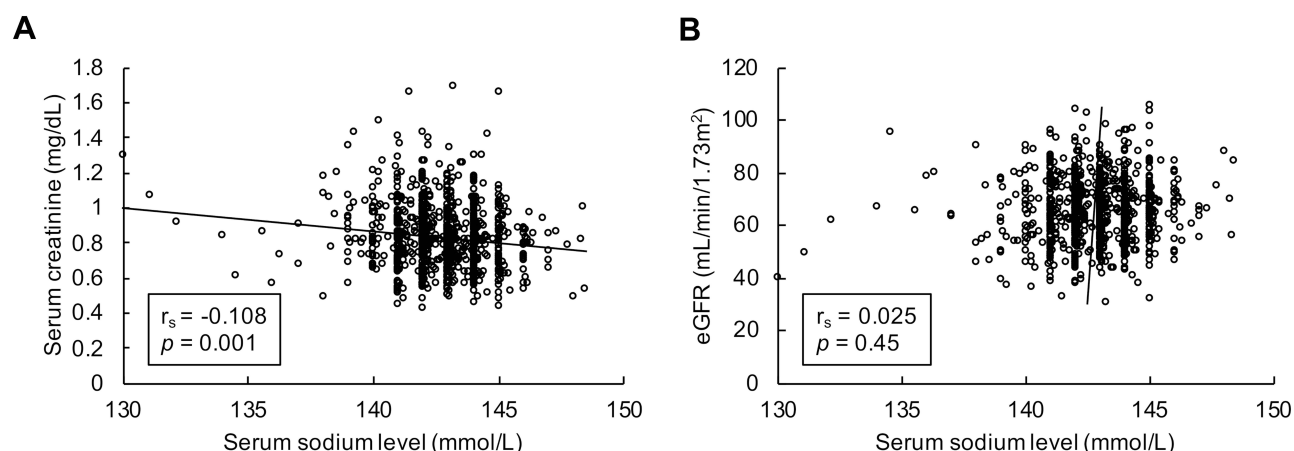 A
Serum creatinine (mg/dL)
1.8
1.6
1.4
1.2
1
0.8
0.6
0.4
0.2
0
rs = -0.108
p = 0.001
130
135
140
145
150
Serum sodium level (mmol/L)
B
eGFR (mL/min/1.73m²)
120
100
80
60
40
20
0
rs = 0.025
p = 0.45
130
135
140
145
150
Serum sodium level (mmol/L)